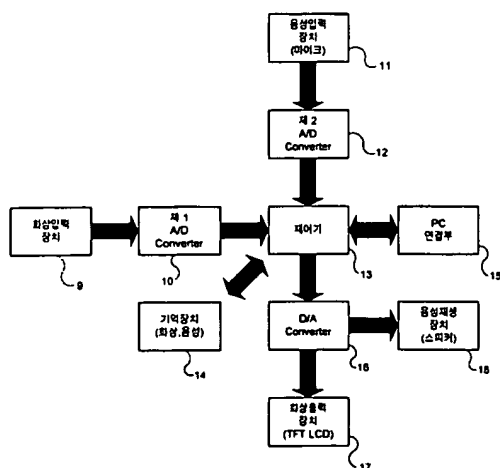 음성입력
장치
(마이크)
11
제 2
A/D
Converter
12
화상입력
장치
9
제 1
A/D
Converter
10
제어기
13
PC
연결부
15
기억장치
(화상,음성)
14
D/A
Converter
16
음성재생
장치
(스피커)
18
화상출력
장치
(TFT LCD)
17